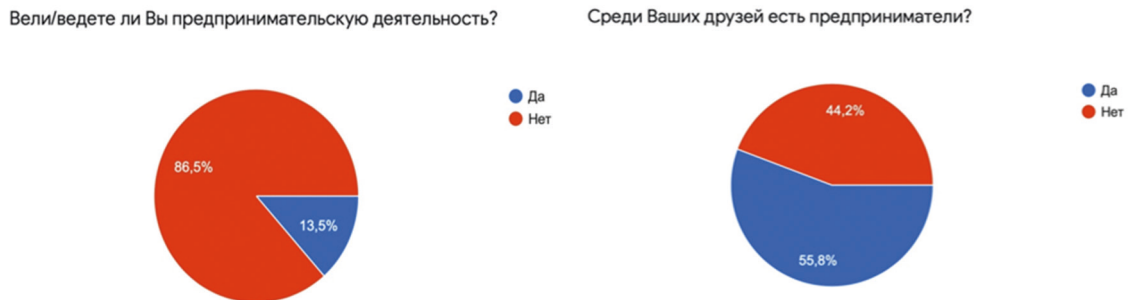 Вели/ведете ли Вы предпринимательскую деятельность?
Да
Нет
86,5%
13,5%
Среди Ваших друзей есть предприниматели?
Да
Нет
44,2%
55,8%